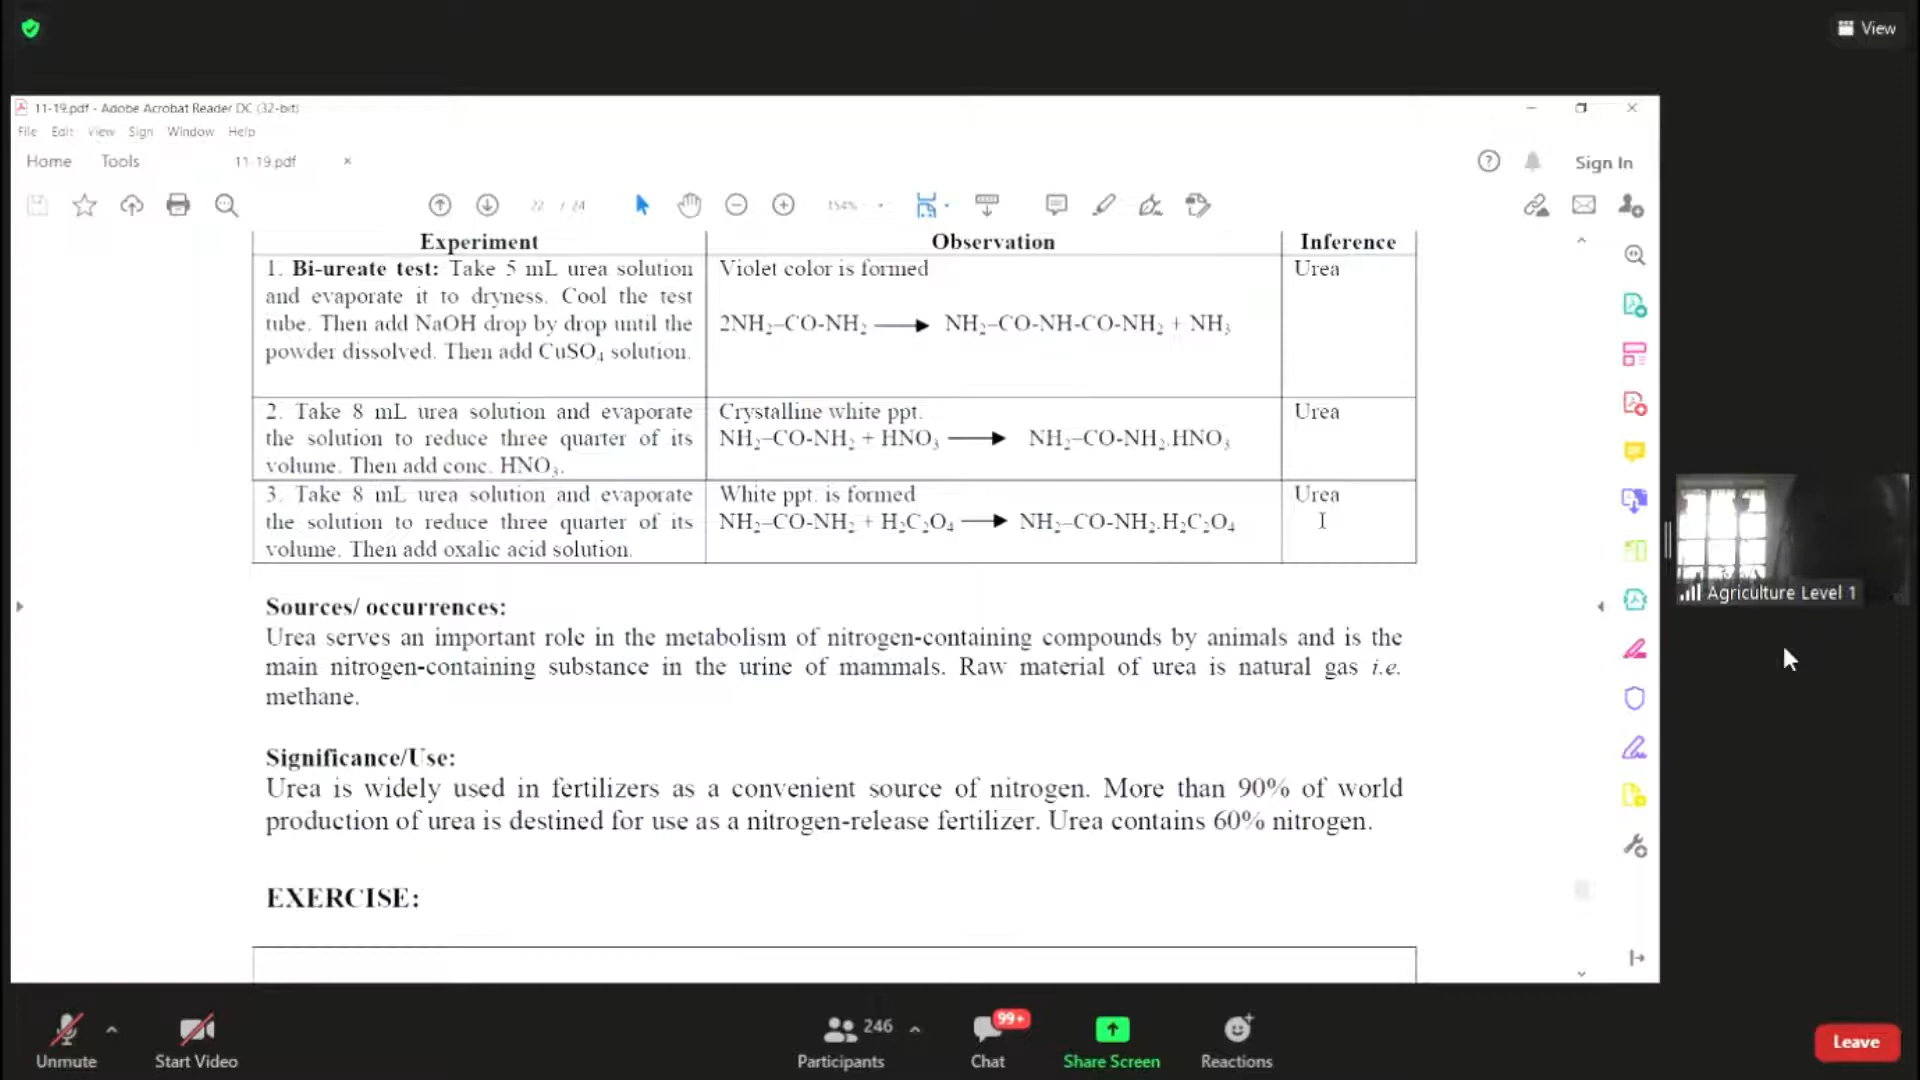 View
11-19.pdf - Adobe Acrobat Reader DC (32-bit)
File Edit View Sign Window Help
Home Tools 11-19.pdf × Sign In
22 / 24 154%
Experiment Observation Inference
1. Bi-ureate test: Take 5 mL urea solution
and evaporate it to dryness. Cool the test
tube. Then add NaOH drop by drop until the
powder dissolved. Then add CuSO₄ solution.
Violet color is formed
2NH₂–CO-NH₂ → NH₂–CO-NH-CO-NH₂ + NH₃
Urea
2. Take 8 mL urea solution and evaporate
the solution to reduce three quarter of its
volume. Then add conc. HNO₃.
Crystalline white ppt.
NH₂–CO-NH₂ + HNO₃ → NH₂–CO-NH₂.HNO₃
Urea
3. Take 8 mL urea solution and evaporate
the solution to reduce three quarter of its
volume. Then add oxalic acid solution.
White ppt. is formed
NH₂–CO-NH₂ + H₂C₂O₄ → NH₂–CO-NH₂.H₂C₂O₄
Urea
Sources/ occurrences:
Urea serves an important role in the metabolism of nitrogen-containing compounds by animals and is the
main nitrogen-containing substance in the urine of mammals. Raw material of urea is natural gas i.e.
methane.
Significance/Use:
Urea is widely used in fertilizers as a convenient source of nitrogen. More than 90% of world
production of urea is destined for use as a nitrogen-release fertilizer. Urea contains 60% nitrogen.
EXERCISE:
Agriculture Level 1
Unmute
Start Video
246
Participants
99+
Chat
Share Screen
Reactions
Leave